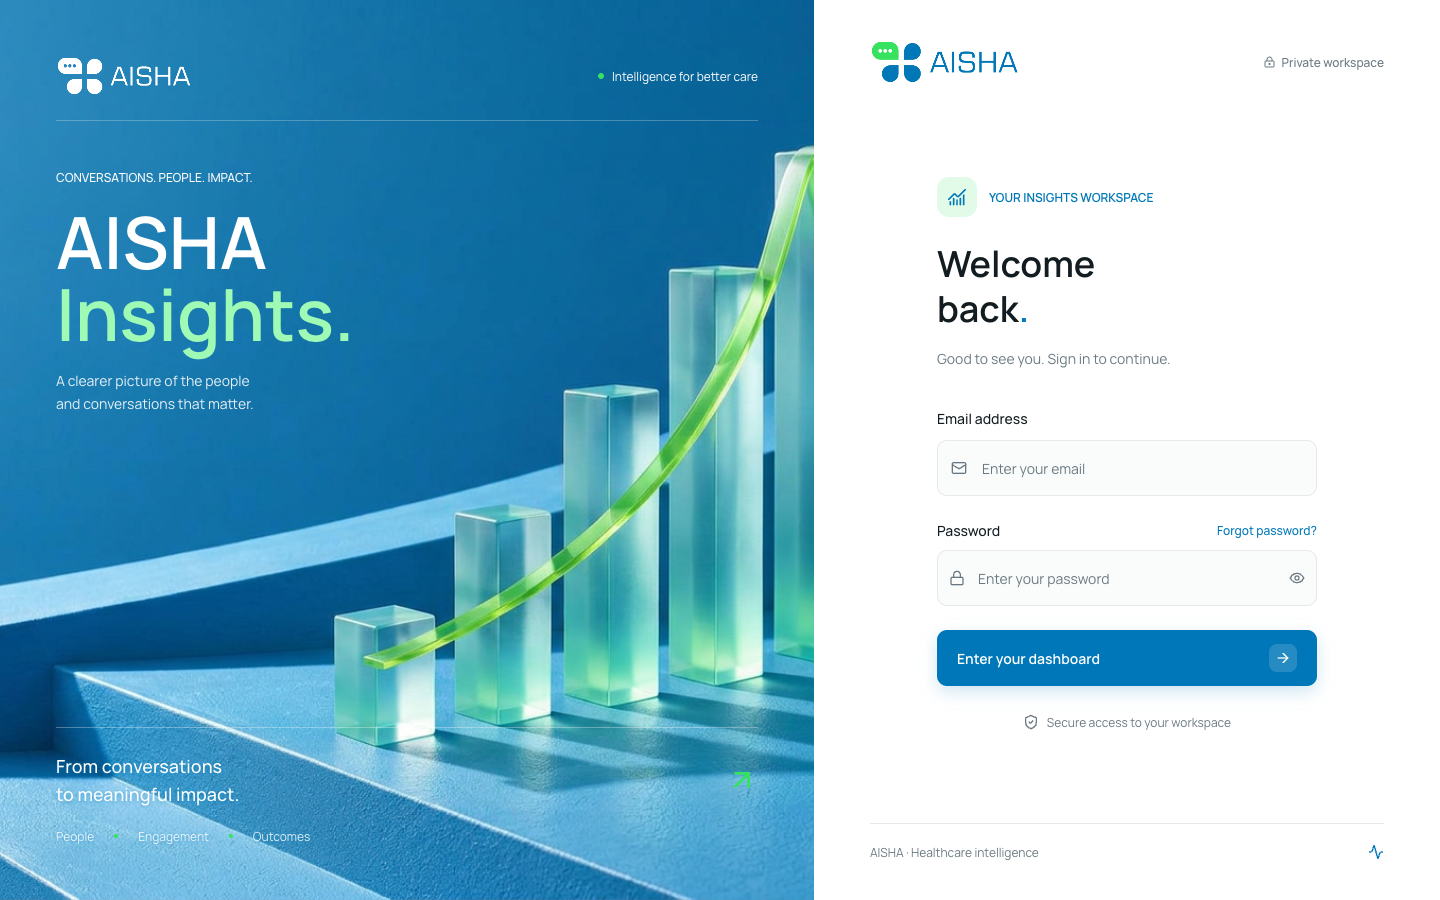 AISHA
Intelligence for better care
CONVERSATIONS. PEOPLE. IMPACT.
AISHA
Insights.
A clearer picture of the people
and conversations that matter.
From conversations
to meaningful impact.
People • Engagement • Outcomes
AISHA
Private workspace
YOUR INSIGHTS WORKSPACE
Welcome
back.
Good to see you. Sign in to continue.
Email address
Enter your email
Password Forgot password?
Enter your password
Enter your dashboard
Secure access to your workspace
AISHA · Healthcare intelligence